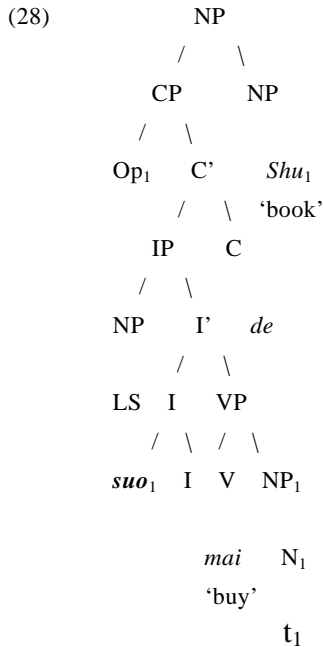 (28) NP
/ \
CP NP
/ \
Op₁ C’ Shu₁
/ \ ‘book’
IP C
/ \
NP I’ de
/ \
LS I VP
/ \ / \
suo₁ I V NP₁
mai N₁
‘buy’
t₁